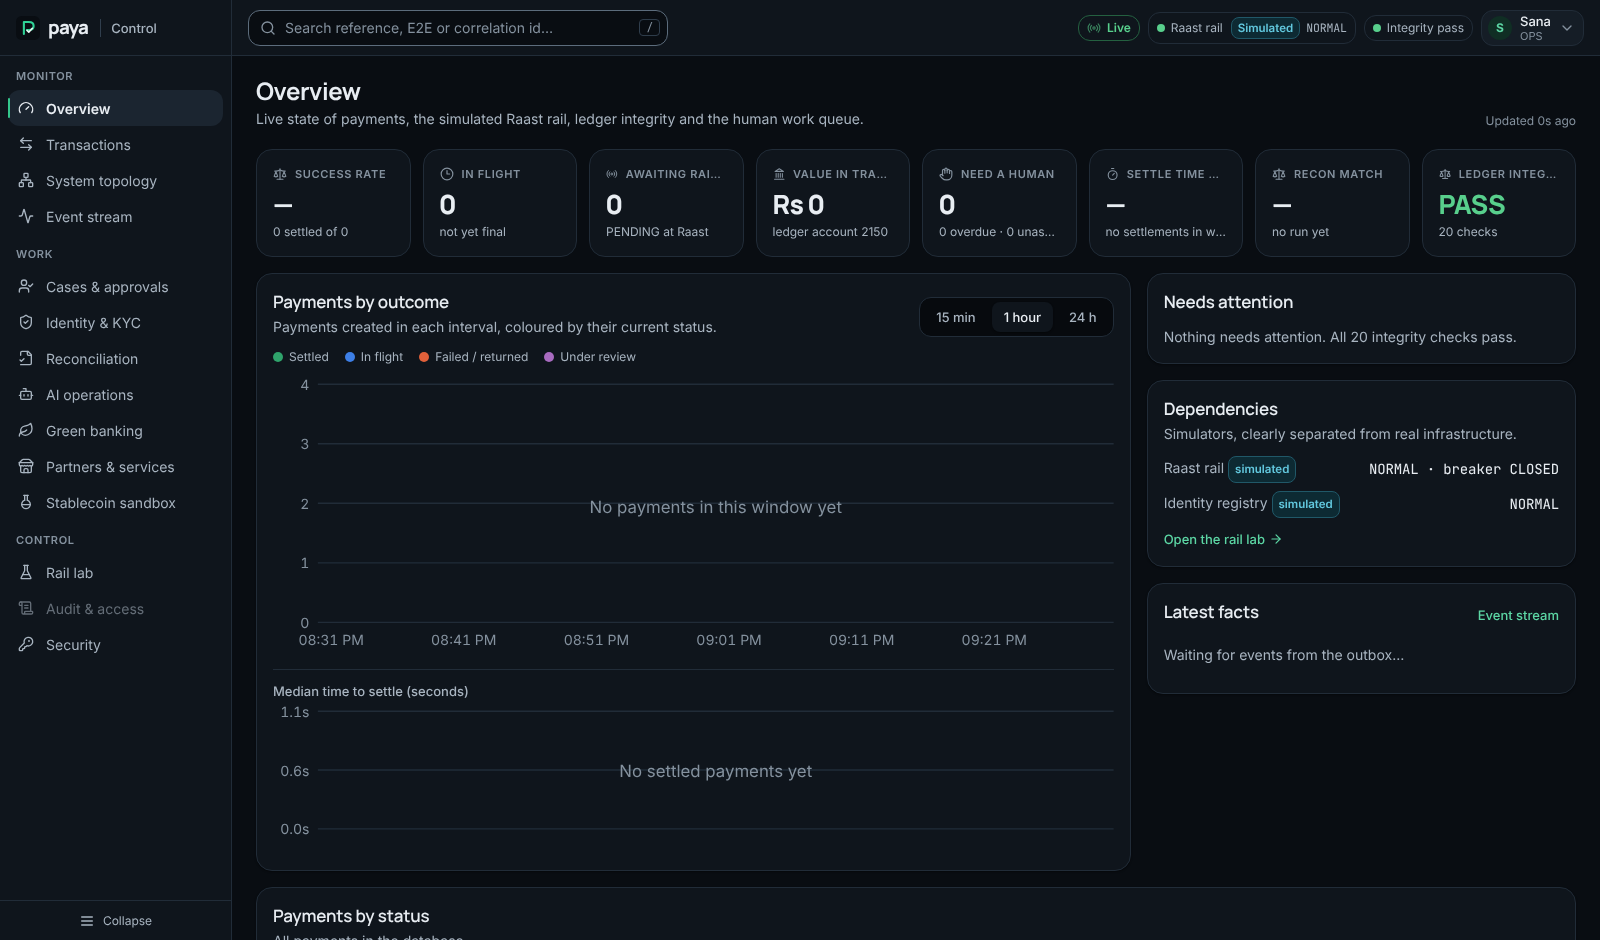 paya Control
Search reference, E2E or correlation id... /
Live
Raast rail Simulated NORMAL
Integrity pass
S
Sana
OPS
MONITOR
Overview
Transactions
System topology
Event stream
WORK
Cases & approvals
Identity & KYC
Reconciliation
AI operations
Green banking
Partners & services
Stablecoin sandbox
CONTROL
Rail lab
Audit & access
Security
Collapse
Overview
Live state of payments, the simulated Raast rail, ledger integrity and the human work queue.
Updated 0s ago
SUCCESS RATE
—
0 settled of 0
IN FLIGHT
0
not yet final
AWAITING RAI...
0
PENDING at Raast
VALUE IN TRA...
Rs 0
ledger account 2150
NEED A HUMAN
0
0 overdue · 0 unas...
SETTLE TIME ...
—
no settlements in w...
RECON MATCH
—
no run yet
LEDGER INTEG...
PASS
20 checks
Payments by outcome
Payments created in each interval, coloured by their current status.
15 min 1 hour 24 h
Settled In flight Failed / returned Under review
4
3
2
1
0
No payments in this window yet
08:31 PM 08:41 PM 08:51 PM 09:01 PM 09:11 PM 09:21 PM
Median time to settle (seconds)
1.1s
0.6s
0.0s
No settled payments yet
Needs attention
Nothing needs attention. All 20 integrity checks pass.
Dependencies
Simulators, clearly separated from real infrastructure.
Raast rail simulated NORMAL · breaker CLOSED
Identity registry simulated NORMAL
Open the rail lab →
Latest facts
Event stream
Waiting for events from the outbox...
Payments by status
All payments in the database